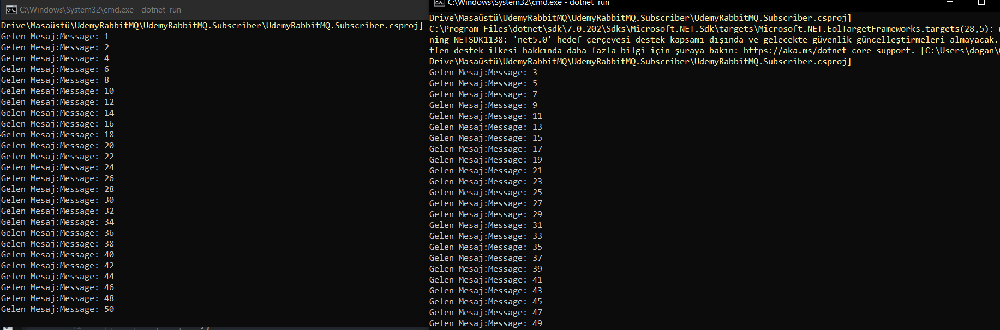 C:\Windows\System32\cmd.exe - dotnet  run
Drive\Masaüstü\UdemyRabbitMQ\UdemyRabbitMQ.Subscriber\UdemyRabbitMQ.Subscriber.csproj]
Gelen Mesaj:Message: 1
Gelen Mesaj:Message: 2
Gelen Mesaj:Message: 4
Gelen Mesaj:Message: 6
Gelen Mesaj:Message: 8
Gelen Mesaj:Message: 10
Gelen Mesaj:Message: 12
Gelen Mesaj:Message: 14
Gelen Mesaj:Message: 16
Gelen Mesaj:Message: 18
Gelen Mesaj:Message: 20
Gelen Mesaj:Message: 22
Gelen Mesaj:Message: 24
Gelen Mesaj:Message: 26
Gelen Mesaj:Message: 28
Gelen Mesaj:Message: 30
Gelen Mesaj:Message: 32
Gelen Mesaj:Message: 34
Gelen Mesaj:Message: 36
Gelen Mesaj:Message: 38
Gelen Mesaj:Message: 40
Gelen Mesaj:Message: 42
Gelen Mesaj:Message: 44
Gelen Mesaj:Message: 46
Gelen Mesaj:Message: 48
Gelen Mesaj:Message: 50
C:\Windows\System32\cmd.exe - dotnet  run
Drive\Masaüstü\UdemyRabbitMQ\UdemyRabbitMQ.Subscriber\UdemyRabbitMQ.Subscriber.csproj]
C:\Program Files\dotnet\sdk\7.0.202\Sdks\Microsoft.NET.Sdk\targets\Microsoft.NET.EolTargetFrameworks.targets(28,5):
ning NETSDK1138: 'net5.0' hedef çerçevesi destek kapsamı dışında ve gelecekte güvenlik güncelleştirmeleri almayacak.
tfen destek ilkesi hakkında daha fazla bilgi için şuraya bakın: https://aka.ms/dotnet-core-support. [C:\Users\dogan\
Drive\Masaüstü\UdemyRabbitMQ\UdemyRabbitMQ.Subscriber\UdemyRabbitMQ.Subscriber.csproj]
Gelen Mesaj:Message: 3
Gelen Mesaj:Message: 5
Gelen Mesaj:Message: 7
Gelen Mesaj:Message: 9
Gelen Mesaj:Message: 11
Gelen Mesaj:Message: 13
Gelen Mesaj:Message: 15
Gelen Mesaj:Message: 17
Gelen Mesaj:Message: 19
Gelen Mesaj:Message: 21
Gelen Mesaj:Message: 23
Gelen Mesaj:Message: 25
Gelen Mesaj:Message: 27
Gelen Mesaj:Message: 29
Gelen Mesaj:Message: 31
Gelen Mesaj:Message: 33
Gelen Mesaj:Message: 35
Gelen Mesaj:Message: 37
Gelen Mesaj:Message: 39
Gelen Mesaj:Message: 41
Gelen Mesaj:Message: 43
Gelen Mesaj:Message: 45
Gelen Mesaj:Message: 47
Gelen Mesaj:Message: 49